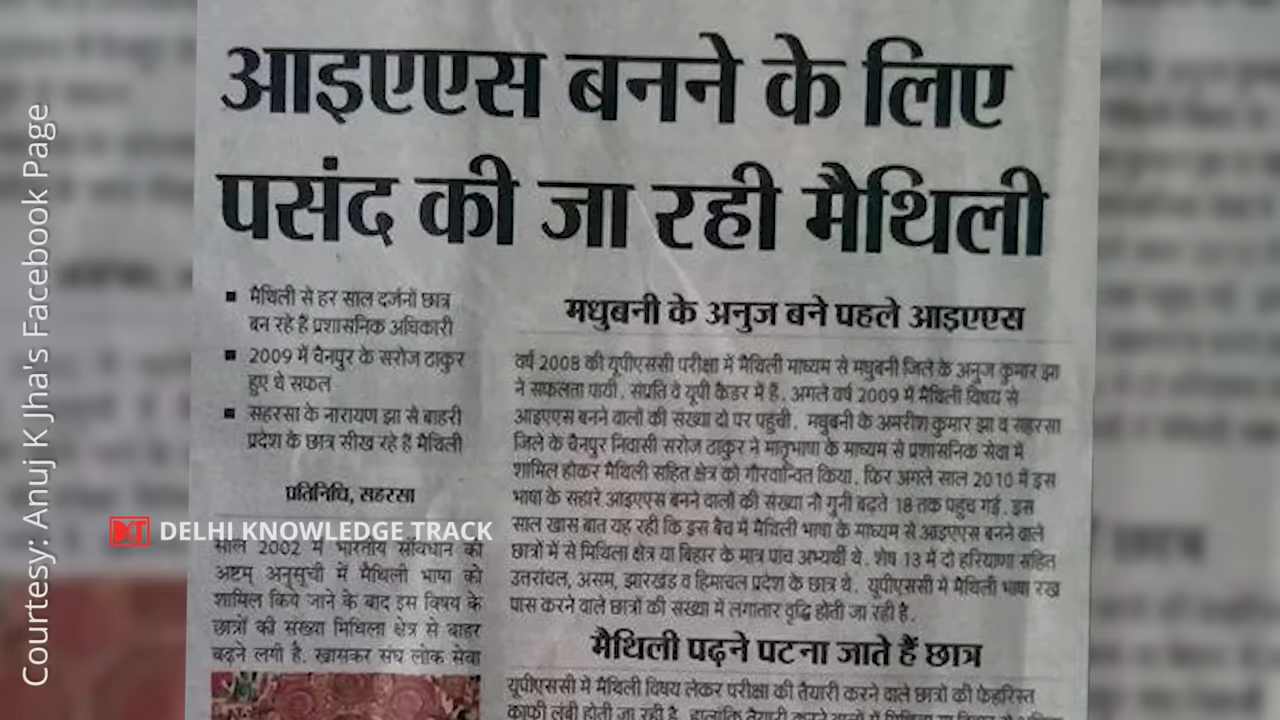 आइएएस बनने के लिए
पसंद की जा रही मैथिली
■ मैथिली से हर साल दर्जनों छात्र
बन रहे हैं प्रशासनिक अधिकारी
■ 2009 में चैनपुर के सरोज ठाकुर
हुए थे सफल
■ सहरसा के नारायण झा से बाहरी
प्रदेश के छात्र सीख रहे हैं मैथिली
प्रतिनिधि, सहरसा
साल 2002 में भारतीय संविधान की
अष्टम् अनुसूची में मैथिली भाषा को
शामिल किये जाने के बाद इस विषय के
छात्रों की संख्या मिथिला क्षेत्र से बाहर
बढ़ने लगी है. खासकर संघ लोक सेवा
मधुबनी के अनुज बने पहले आइएएस
वर्ष 2008 की यूपीएससी परीक्षा में मैथिली माध्यम से मधुबनी जिले के अनुज कुमार झा
ने सफलता पायी. संप्रति वे यूपी कैडर में हैं. अगले वर्ष 2009 में मैथिली विषय से
आइएएस बनने वालों की संख्या दो पर पहुंची. मधुबनी के अमरीश कुमार झा व सहरसा
जिले के चैनपुर निवासी सरोज ठाकुर ने मातृभाषा के माध्यम से प्रशासनिक सेवा में
शामिल होकर मैथिली सहित क्षेत्र को गौरवान्वित किया. फिर अगले साल 2010 में इस
भाषा के सहारे आइएएस बनने वालों की संख्या नौ गुनी बढ़ते 18 तक पहुंच गई. इस
साल खास बात यह रही कि इस बैच में मैथिली भाषा के माध्यम से आइएएस बनने वाले
छात्रों में से मिथिला क्षेत्र या बिहार के मात्र पांच अभ्यर्थी थे. शेष 13 में दो हरियाणा सहित
उत्तरांचल, असम, झारखंड व हिमाचल प्रदेश के छात्र थे. यूपीएससी में मैथिली भाषा रख
पास करने वाले छात्रों की संख्या में लगातार वृद्धि होती जा रही है.
मैथिली पढ़ने पटना जाते हैं छात्र
यूपीएससी में मैथिली विषय लेकर परीक्षा की तैयारी करने वाले छात्रों की फेहरिस्त
काफी लंबी होती जा रही है.
DELHI KNOWLEDGE TRACK
Courtesy: Anuj K Jha's Facebook Page